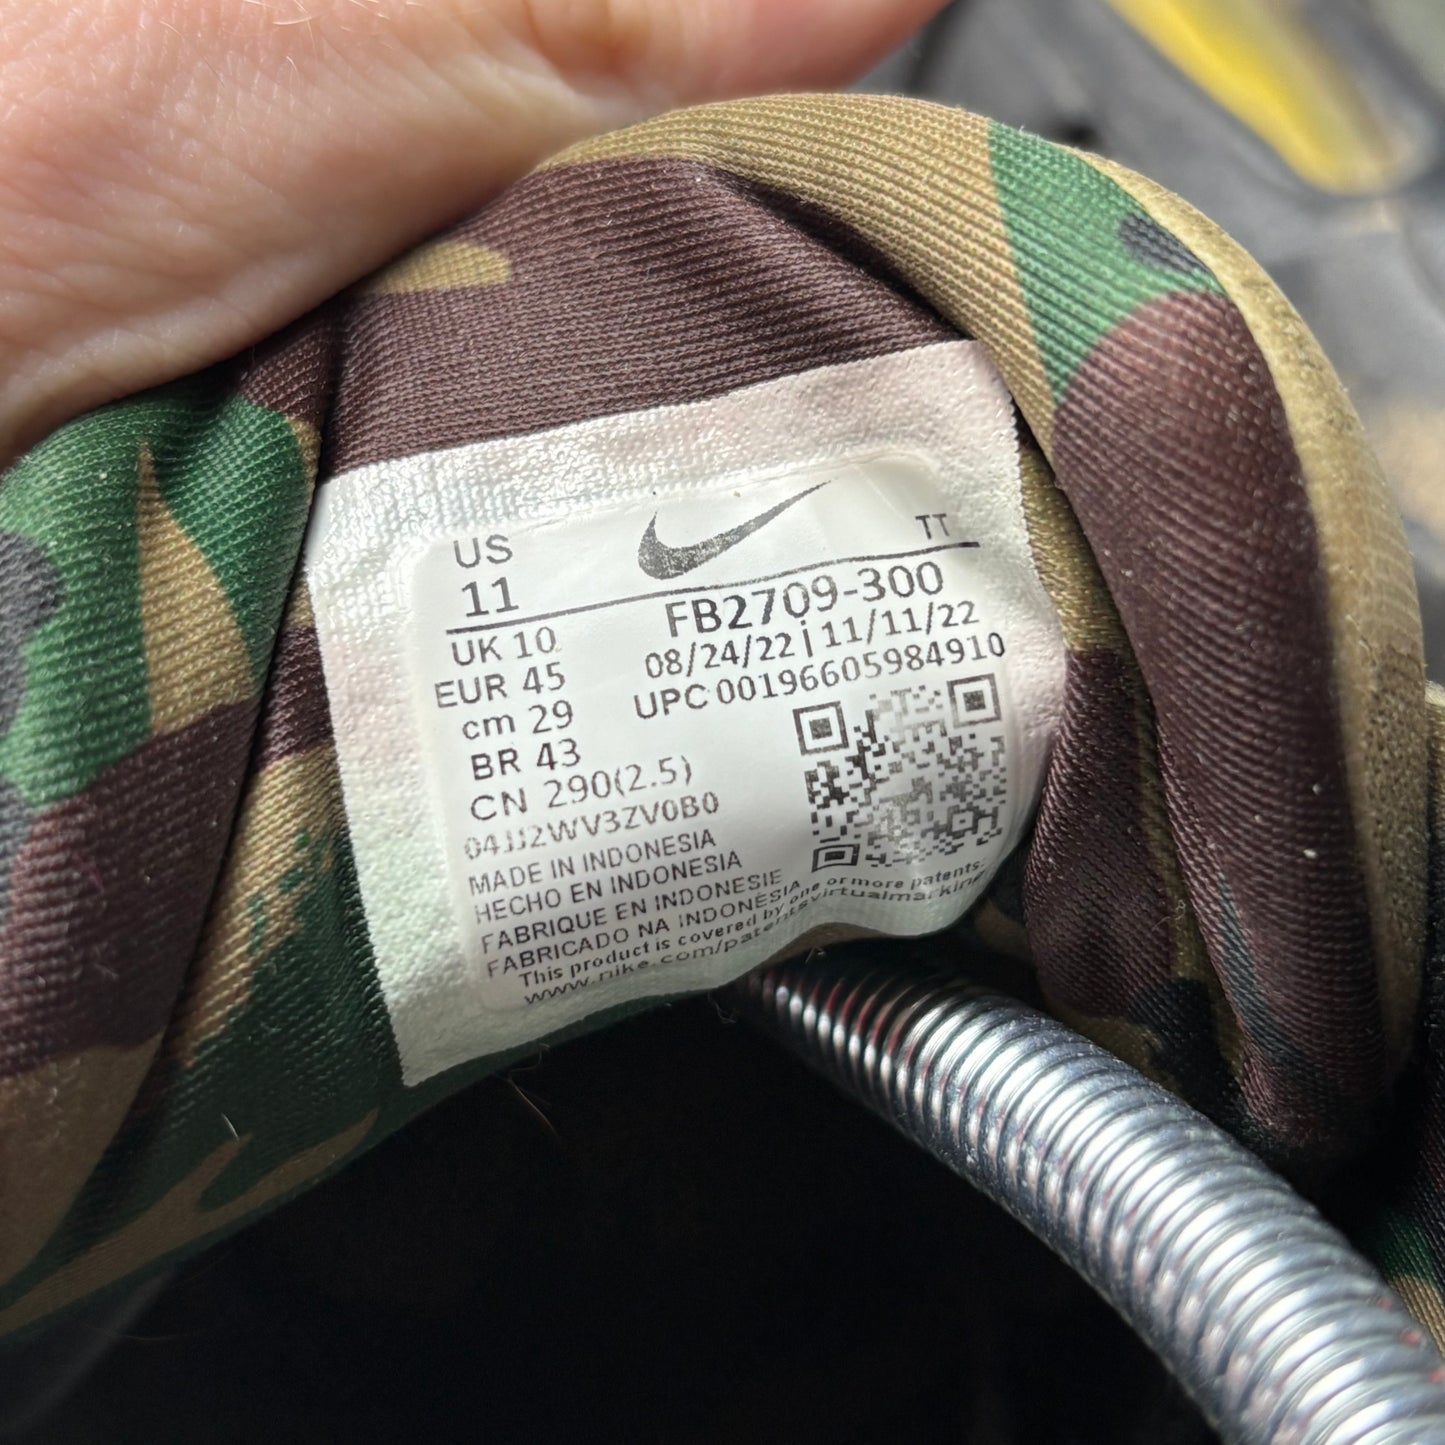 US
11
TT
FB2709-300
08/24/22 | 11/11/22
UPC 00196605984910
UK 10
EUR 45
cm 29
BR 43
CN 290(2.5)
04JJ2WV3ZV0B0
MADE IN INDONESIA
HECHO EN INDONESIA
FABRIQUE EN INDONESIE
FABRICADO NA INDONÉSIA
This product is covered by one or more patents.
www.nike.com/patentsvirtualmarking